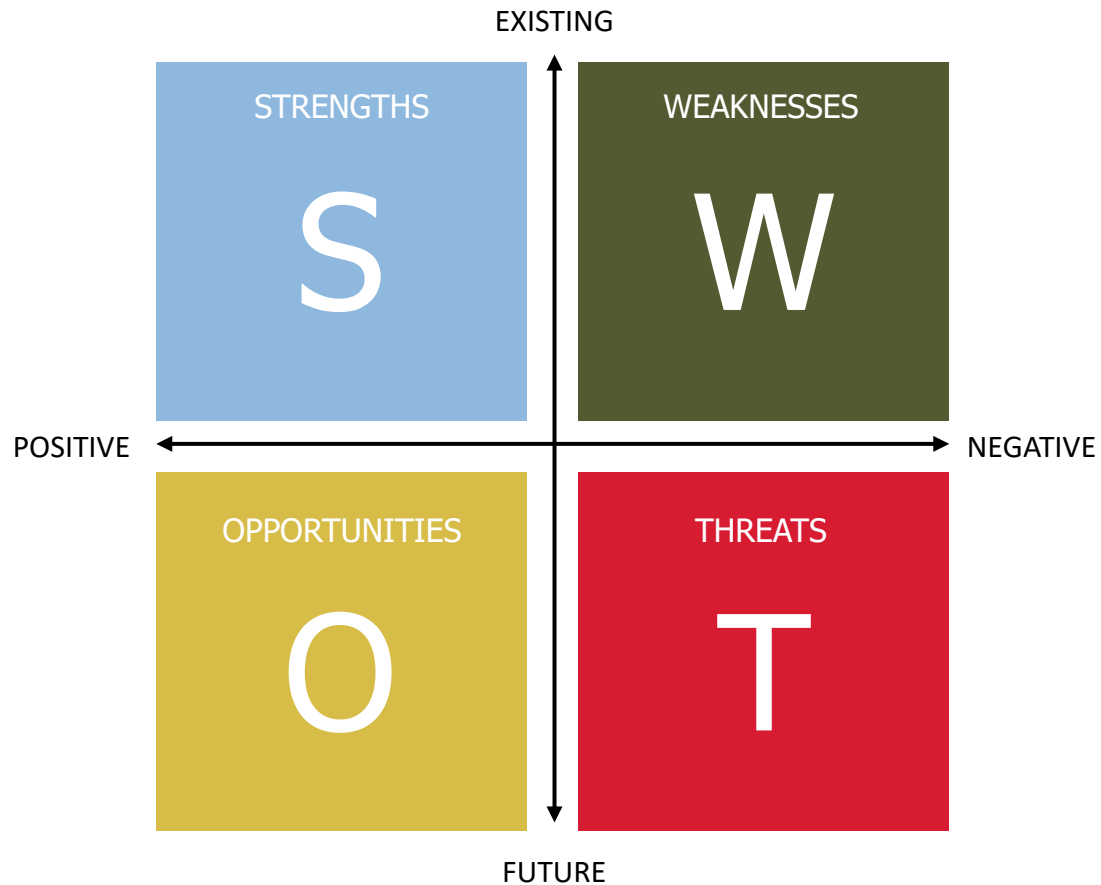 EXISTING
STRENGTHS
S
WEAKNESSES
W
POSITIVE
NEGATIVE
OPPORTUNITIES
O
THREATS
T
FUTURE